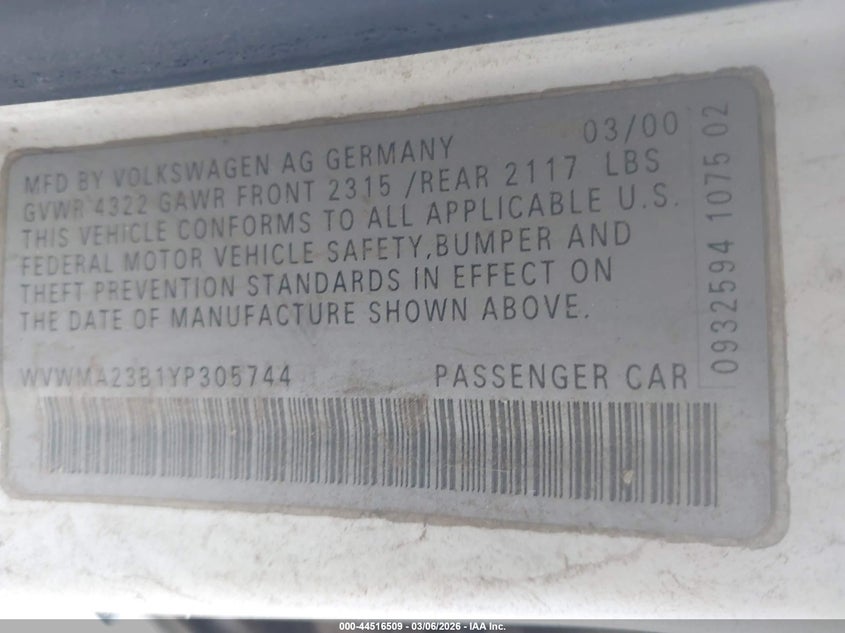 03/00
MFD BY VOLKSWAGEN AG GERMANY
GVWR 4322 GAWR FRONT 2315 /REAR 2117 LBS
THIS VEHICLE CONFORMS TO ALL APPLICABLE U.S.
FEDERAL MOTOR VEHICLE SAFETY,BUMPER AND
THEFT PREVENTION STANDARDS IN EFFECT ON
THE DATE OF MANUFACTURE SHOWN ABOVE.
WVWMA23B1YP305744 PASSENGER CAR
0932594 1075 02
000-44516509 - 03/06/2026 - IAA Inc.